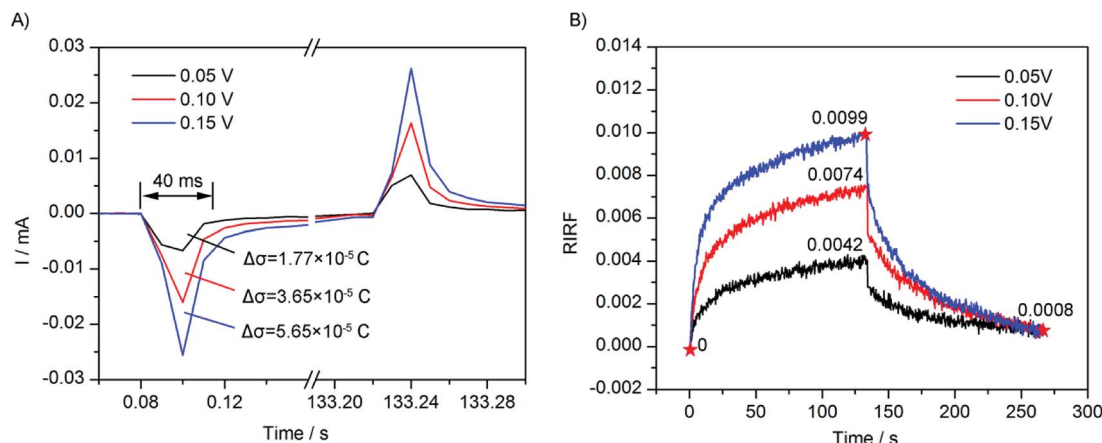 A)
0.03
0.02
0.01
0.00
-0.01
-0.02
-0.03
I / mA
0.05 V
0.10 V
0.15 V
40 ms
Δσ=1.77×10⁻⁵ C
Δσ=3.65×10⁻⁵ C
Δσ=5.65×10⁻⁵ C
0.08 0.12 133.20 133.24 133.28
Time / s
B)
0.014
0.012
0.010
0.008
0.006
0.004
0.002
0.000
-0.002
RIRF
0.05V
0.10V
0.15V
0.0099
0.0074
0.0042
0.0008
0
0 50 100 150 200 250 300
Time / s